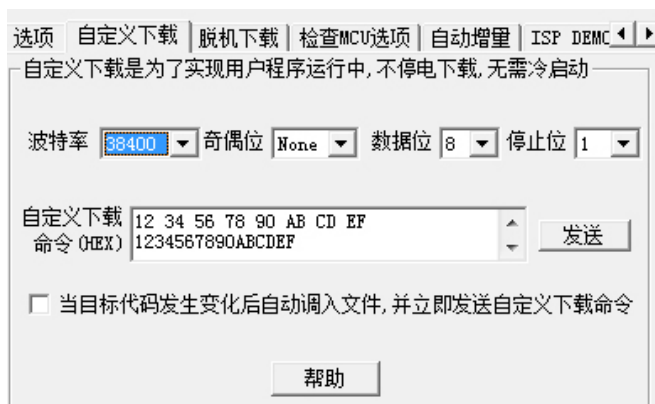 选项 自定义下载 脱机下载 检查MCU选项 自动增量 ISP DEMO
自定义下载是为了实现用户程序运行中,不停电下载,无需冷启动
波特率 38400 奇偶位 None 数据位 8 停止位 1
自定义下载 12 34 56 78 90 AB CD EF
命令(HEX) 1234567890ABCDEF 发送
当目标代码发生变化后自动调入文件,并立即发送自定义下载命令
帮助